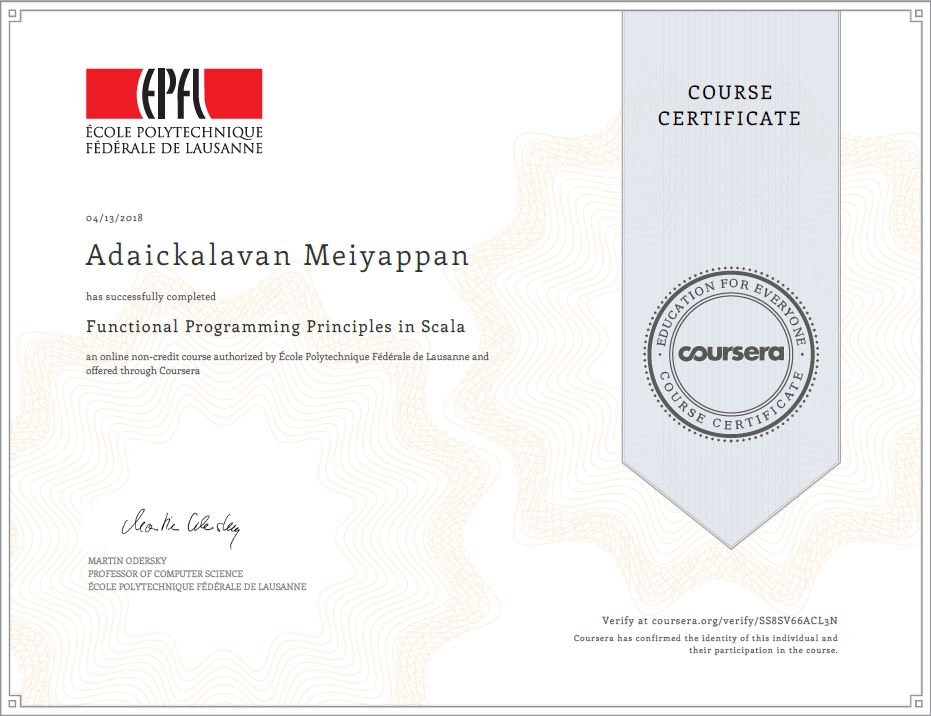 EPFL
ÉCOLE POLYTECHNIQUE
FÉDÉRALE DE LAUSANNE
04/13/2018
Adaickalavan Meiyappan
has successfully completed
Functional Programming Principles in Scala
an online non-credit course authorized by École Polytechnique Fédérale de Lausanne and
offered through Coursera
Martin Odersky
MARTIN ODERSKY
PROFESSOR OF COMPUTER SCIENCE
ÉCOLE POLYTECHNIQUE FÉDÉRALE DE LAUSANNE
COURSE
CERTIFICATE
EDUCATION FOR EVERYONE
coursera
COURSE CERTIFICATE
Verify at coursera.org/verify/SS8SV66ACL3N
Coursera has confirmed the identity of this individual and
their participation in the course.